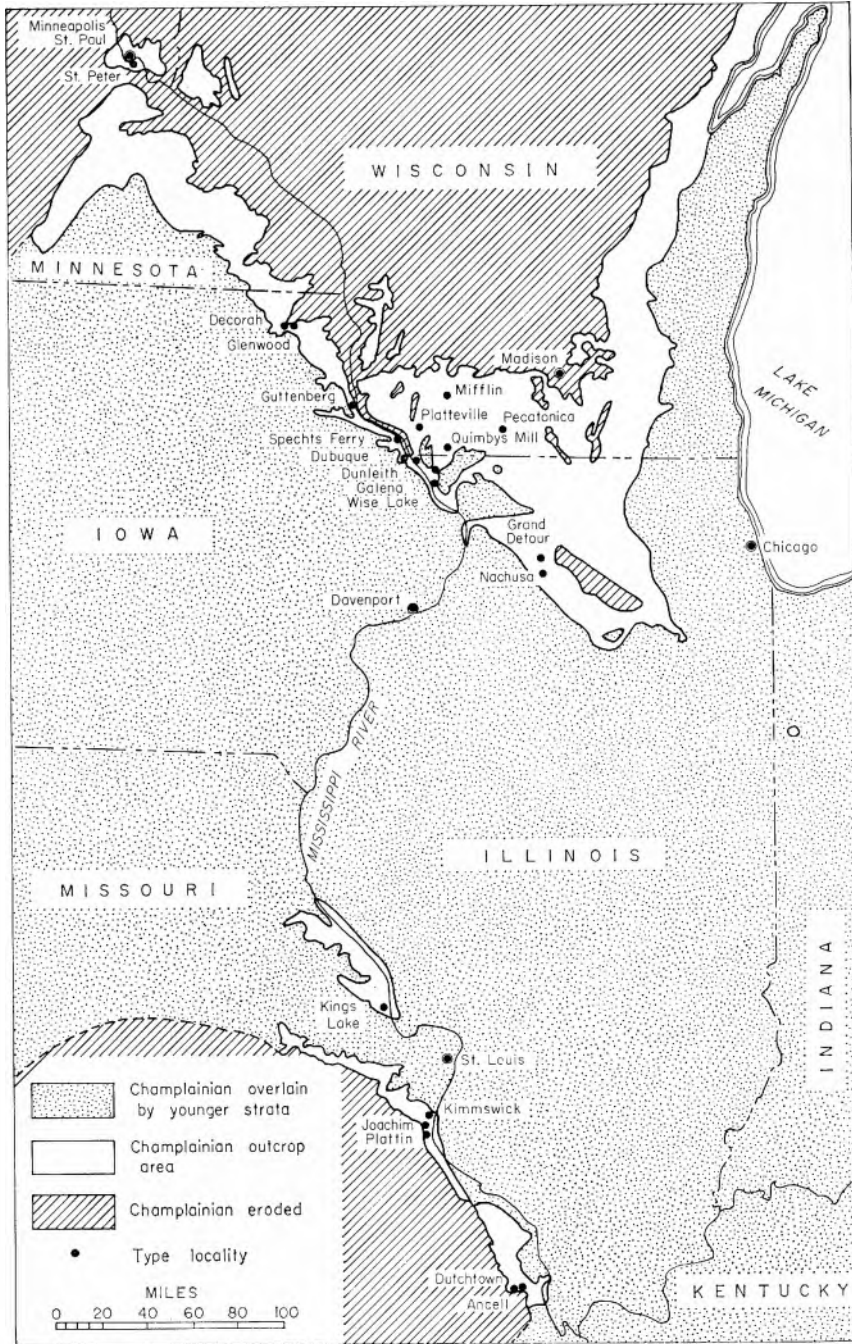 Minneapolis
St. Paul
St. Peter
WISCONSIN
MINNESOTA
Decorah
Glenwood
Madison
LAKE
MICHIGAN
Guttenberg
Mifflin
Platteville
Pecatonica
Spechts Ferry
Quimbys Mill
Dubuque
Dunleith
Galena
Wise Lake
IOWA
Grand
Detour
Chicago
Nachusa
Davenport
MISSISSIPPI RIVER
ILLINOIS
MISSOURI
INDIANA
Kings
Lake
St. Louis
Champlainian overlain
by younger strata
Kimmswick
Joachim
Plattin
Champlainian outcrop
area
Champlainian eroded
Type locality
MILES
0 20 40 60 80 100
Dutchtown
Ancell
KENTUCKY